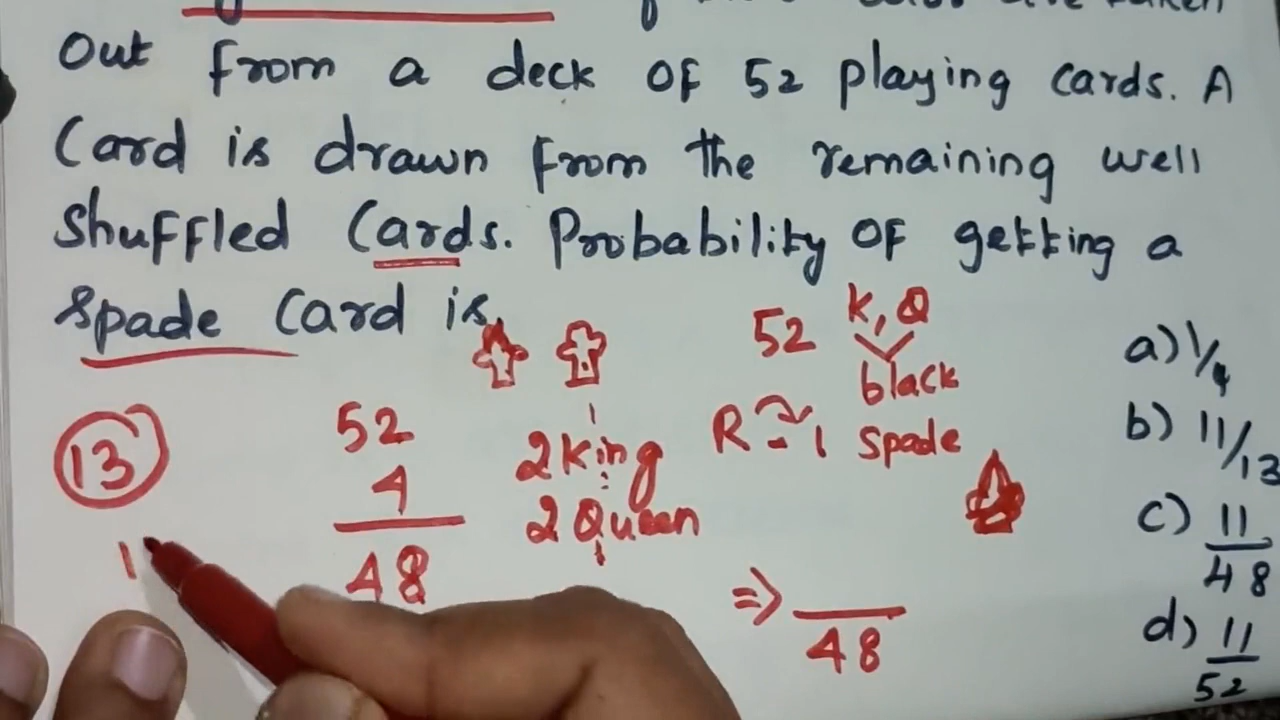 Out from a deck of 52 playing cards. A
Card is drawn from the remaining well
shuffled Cards. Probability of getting a
spade Card is.
52 K, Q
black
R 1 spade
13
52
4
48
2 King
2 Queen
1
⇒
48
a) 1/4
b) 11/13
c) 11/48
d) 11/52